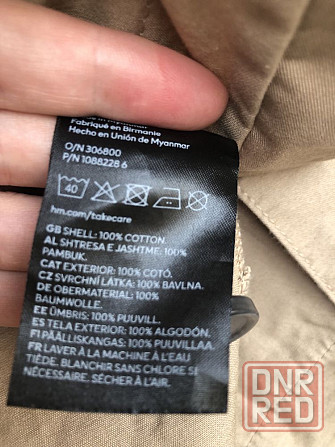 Fabriqué en Birmanie
Hecho en Unión de Myanmar
O/N 306800
P/N 1088228 6
40
hm.com/takecare
GB SHELL: 100% COTTON.
AL SHTRESA E JASHTME: 100%
PAMBUK.
CAT EXTERIOR: 100% COTÓ.
CZ SVRCHNÍ LÁTKA: 100% BAVLNA.
DE OBERMATERIAL: 100%
BAUMWOLLE.
EE ÜMBRIS: 100% PUUVILL.
ES TELA EXTERIOR: 100% ALGODÓN.
FI PÄÄLLISKANGAS: 100% PUUVILLAA
FR LAVER À LA MACHINE À L'EAU
TIÈDE. BLANCHIR SANS CHLORE SI
NÉCESSAIRE. SÉCHER À L'AIR.
DNR
RED